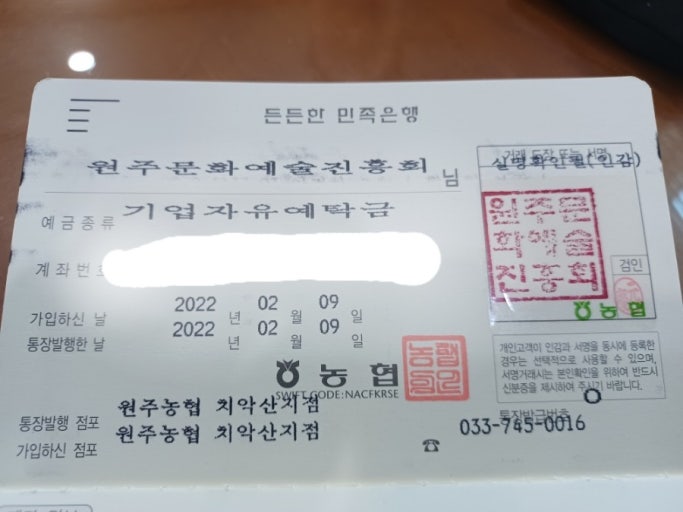 든든한 민족은행
원주문화예술진흥회 님
거래 도장 또는 서명
실명확인필(인감)
예금종류 기업자유예탁금
원주문
화예술
진흥회
계좌번호
검인
농협
가입하신 날 2022 년 02 월 09 일
통장발행한 날 2022 년 02 월 09 일
개인고객이 인감과 서명을 동시에 등록한
경우는 선택적으로 사용할 수 있으며,
서명거래시는 본인확인을 위하여 반드시
신분증을 제시하여 주시기 바랍니다.
농협
SWIFT CODE:NACFKRSE
통장발행 점포 원주농협 치악산지점
통장발급번호
가입하신 점포 원주농협 치악산지점
☎ 033-745-0016